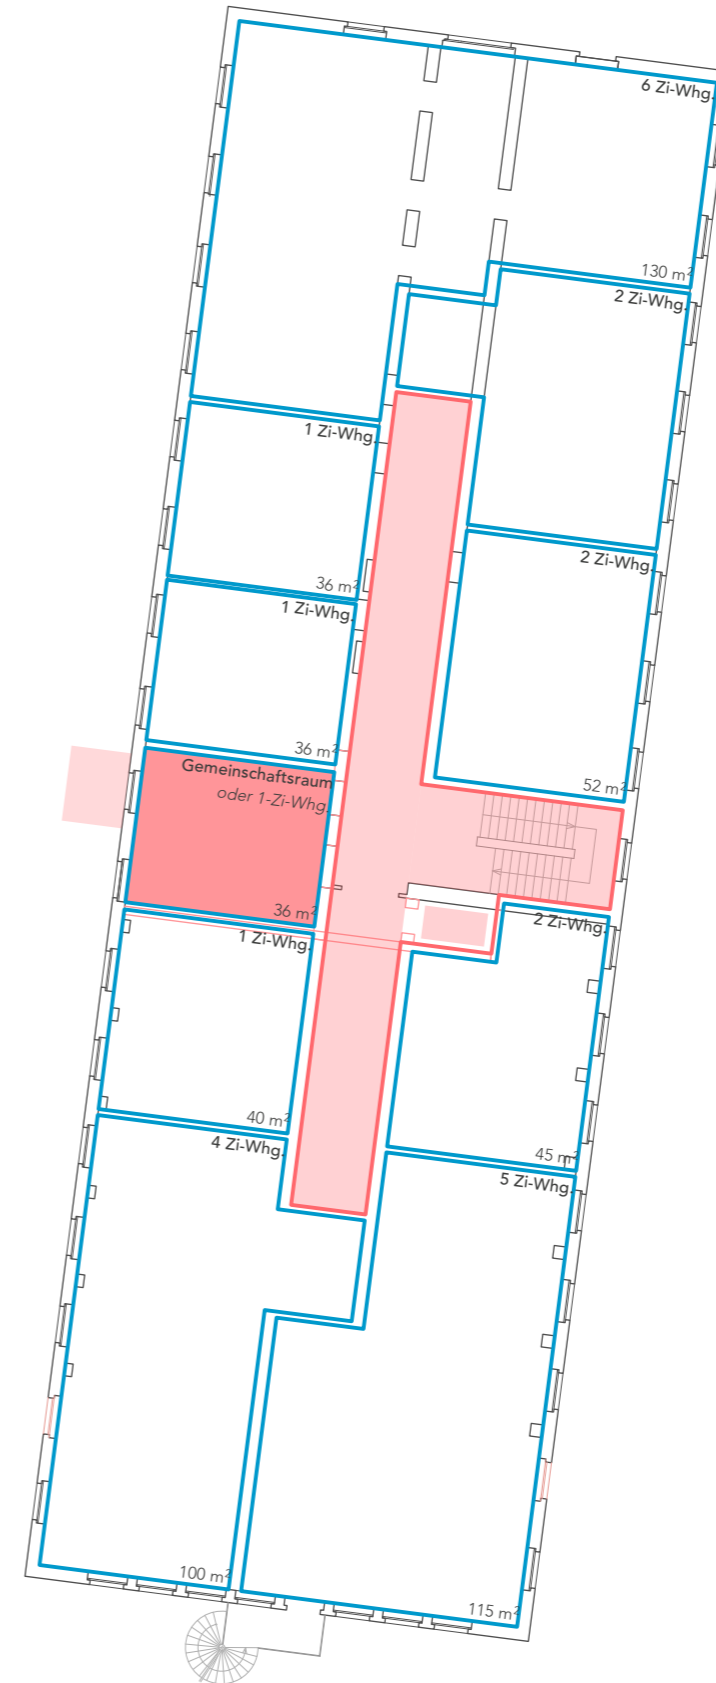 6 Zi-Whg.
130 m²
2 Zi-Whg.
1 Zi-Whg.
36 m²
2 Zi-Whg.
1 Zi-Whg.
36 m²
52 m²
Gemeinschaftsraum
oder 1-Zi-Whg.
36 m²
2 Zi-Whg.
1 Zi-Whg.
40 m²
4 Zi-Whg.
45 m²
5 Zi-Whg.
100 m²
115 m²